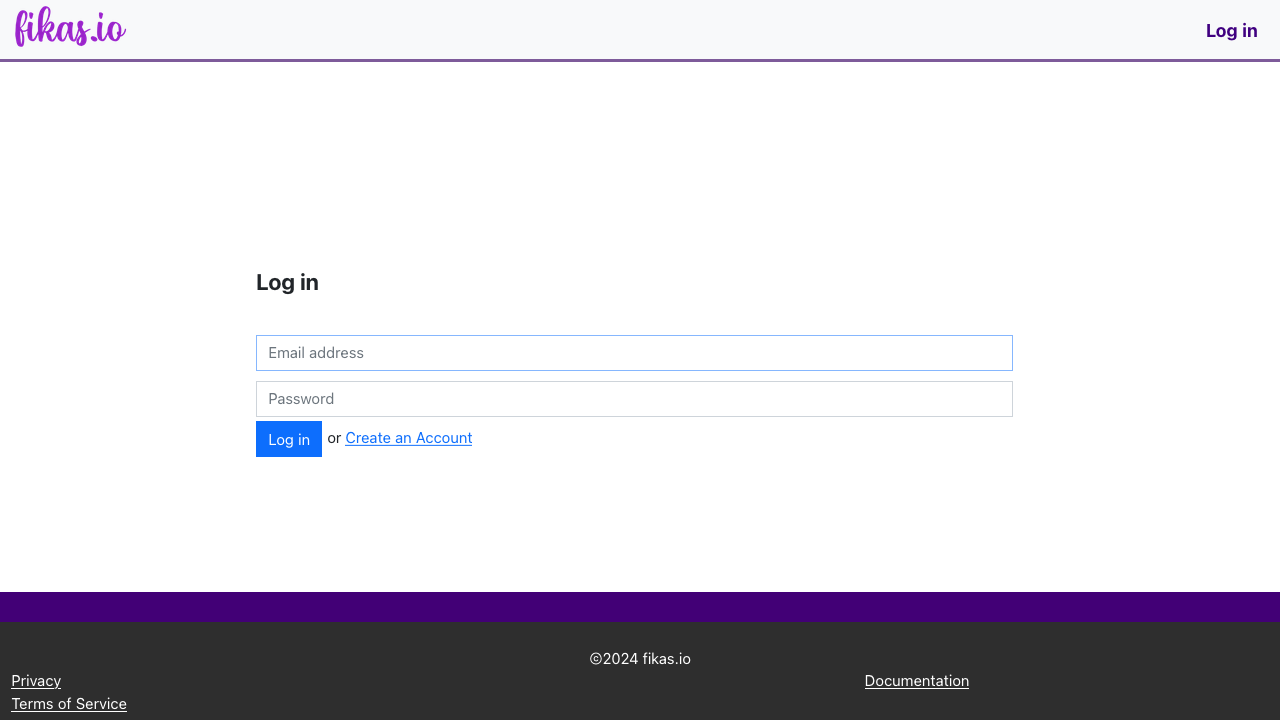 fikas.io
Log in
Log in
Email address
Password
Log in or Create an Account
©2024 fikas.io
Privacy
Documentation
Terms of Service